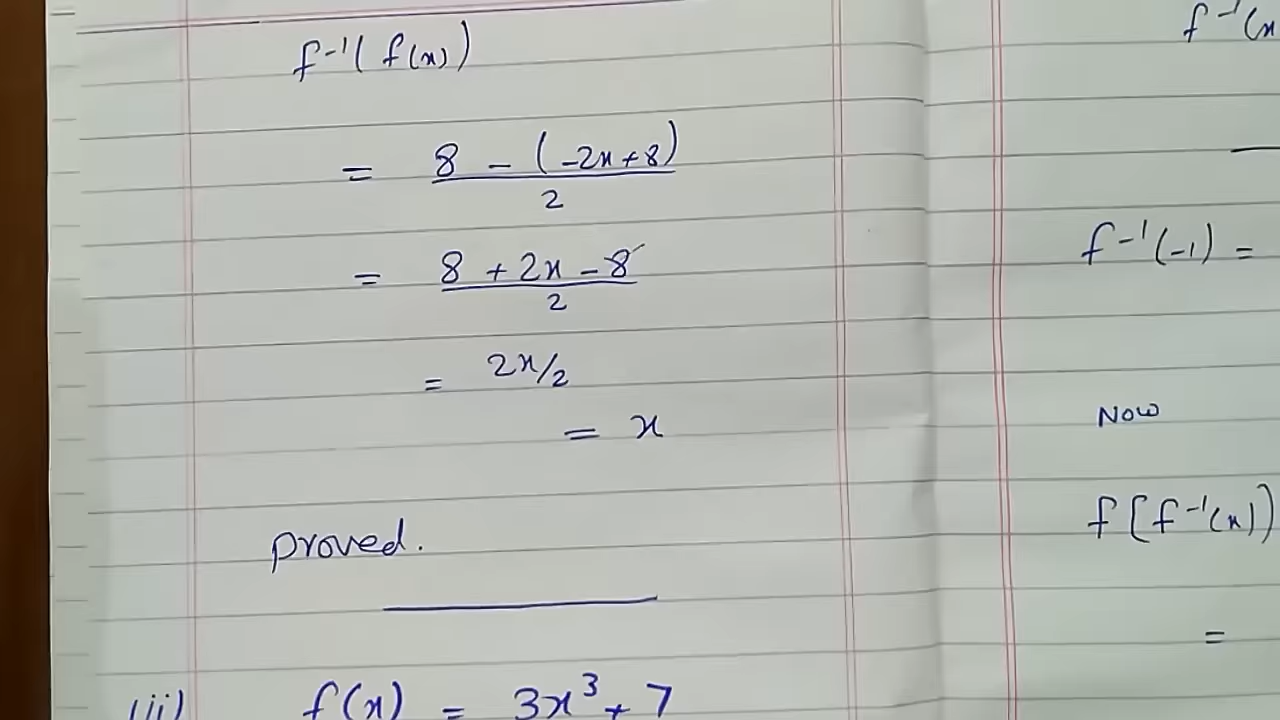 f⁻¹(f(x))
= 8 - (-2x+8) / 2
= 8 + 2x - 8 / 2
= 2x/2
= x
proved.
(ii) f(x) = 3x³ + 7
f⁻¹(x
f⁻¹(-1) =
Now
f(f⁻¹(x))
=